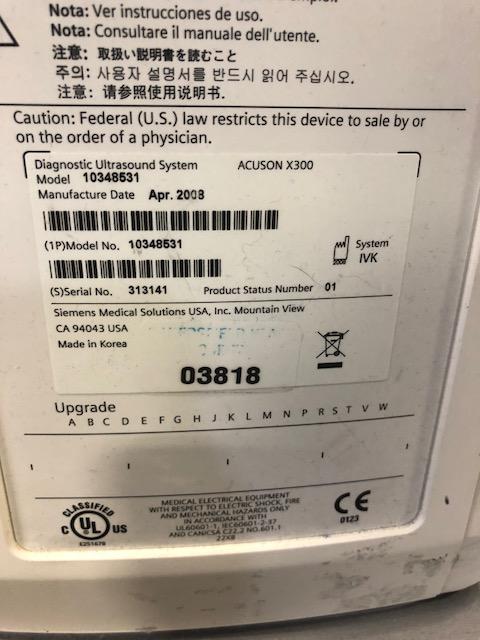 Nota: Ver instrucciones de uso.
Nota: Consultare il manuale dell'utente.
注意: 取扱い説明書を読むこと
주의: 사용자 설명서를 반드시 읽어 주십시오.
注意: 请参照使用说明书.
Caution: Federal (U.S.) law restricts this device to sale by or
on the order of a physician.
Diagnostic Ultrasound System ACUSON X300
Model 10348531
Manufacture Date Apr. 2008
(1P)Model No. 10348531
System
IVK
2008
(S)Serial No. 313141 Product Status Number 01
Siemens Medical Solutions USA, Inc. Mountain View
CA 94043 USA
Made in Korea
03818
Upgrade
A B C D E F G H J K L M N P R S T V W
CLASSIFIED
C UL US
E251678
MEDICAL ELECTRICAL EQUIPMENT
WITH RESPECT TO ELECTRIC SHOCK, FIRE
AND MECHANICAL HAZARDS ONLY
IN ACCORDANCE WITH
UL60601-1, IEC60601-2-37
AND CAN/CSA C22.2 NO.601.1
22XB
CE
0123